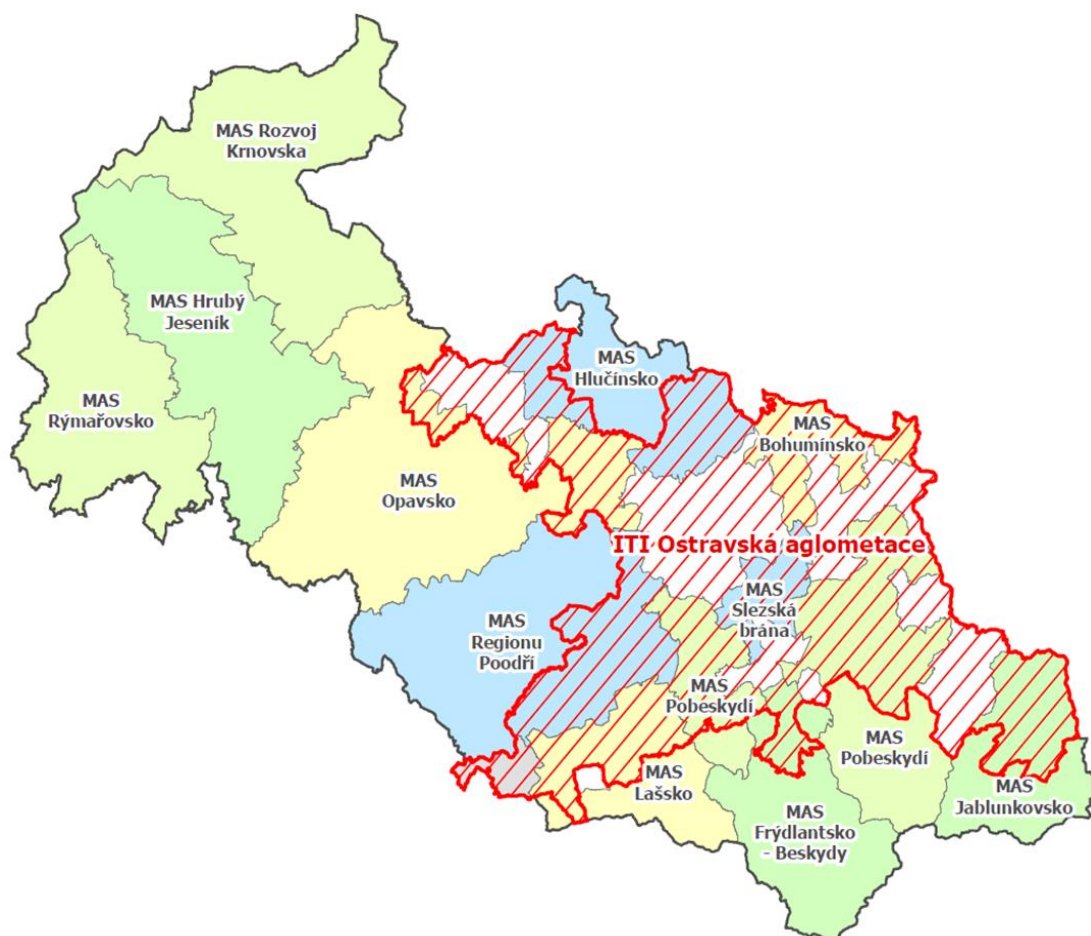 MAS Rozvoj
Krnovska
MAS Hrubý
Jeseník
MAS
Rýmařovsko
MAS
Hlučínsko
MAS
Bohumínsko
MAS
Opavsko
ITI Ostravská aglometace
MAS
Slezská
brána
MAS
Regionu
Poodří
MAS
Pobeskydí
MAS
Pobeskydí
MAS
Lašsko
MAS
Jablunkovsko
MAS
Frýdlantsko
- Beskydy